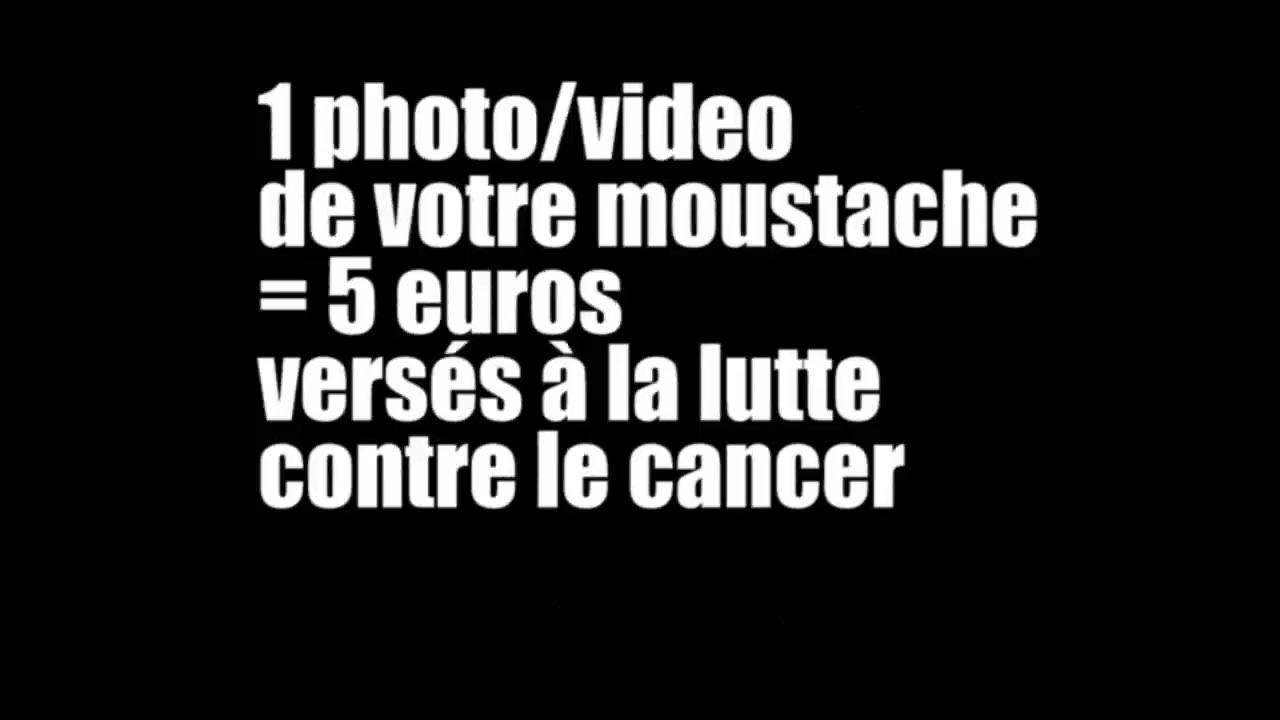 1 photo/video
de votre moustache
= 5 euros
versés à la lutte
contre le cancer